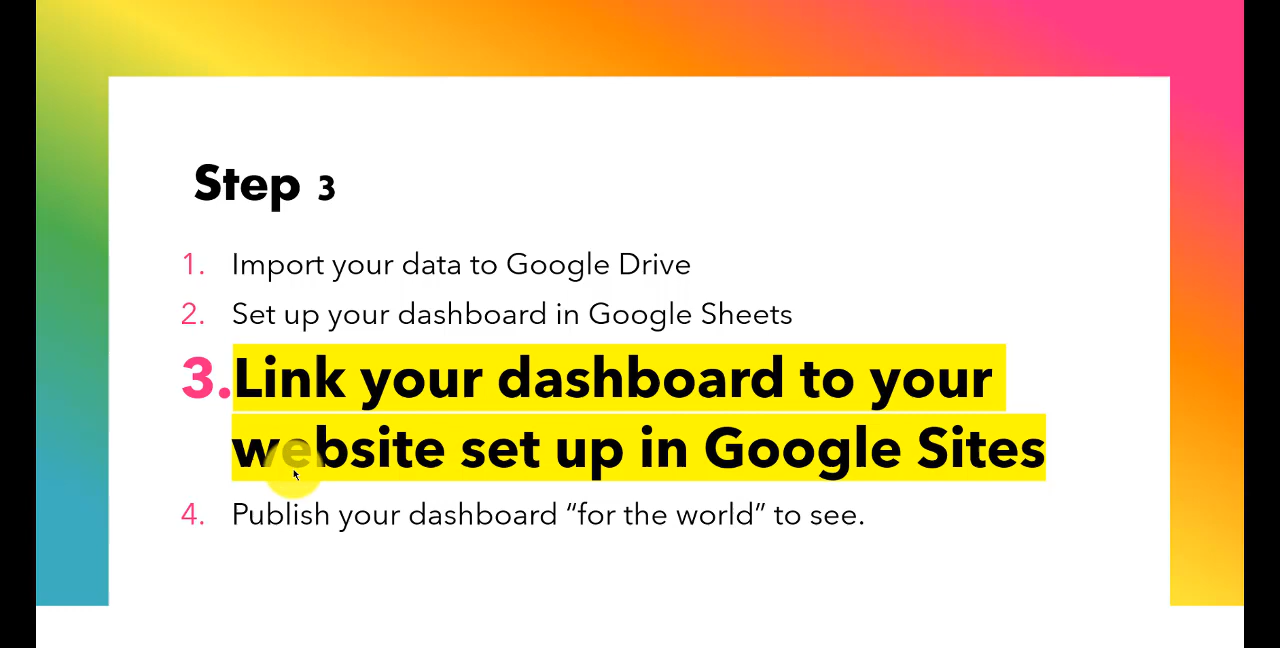 Step 3
1. Import your data to Google Drive
2. Set up your dashboard in Google Sheets
3. Link your dashboard to your
website set up in Google Sites
4. Publish your dashboard “for the world” to see.